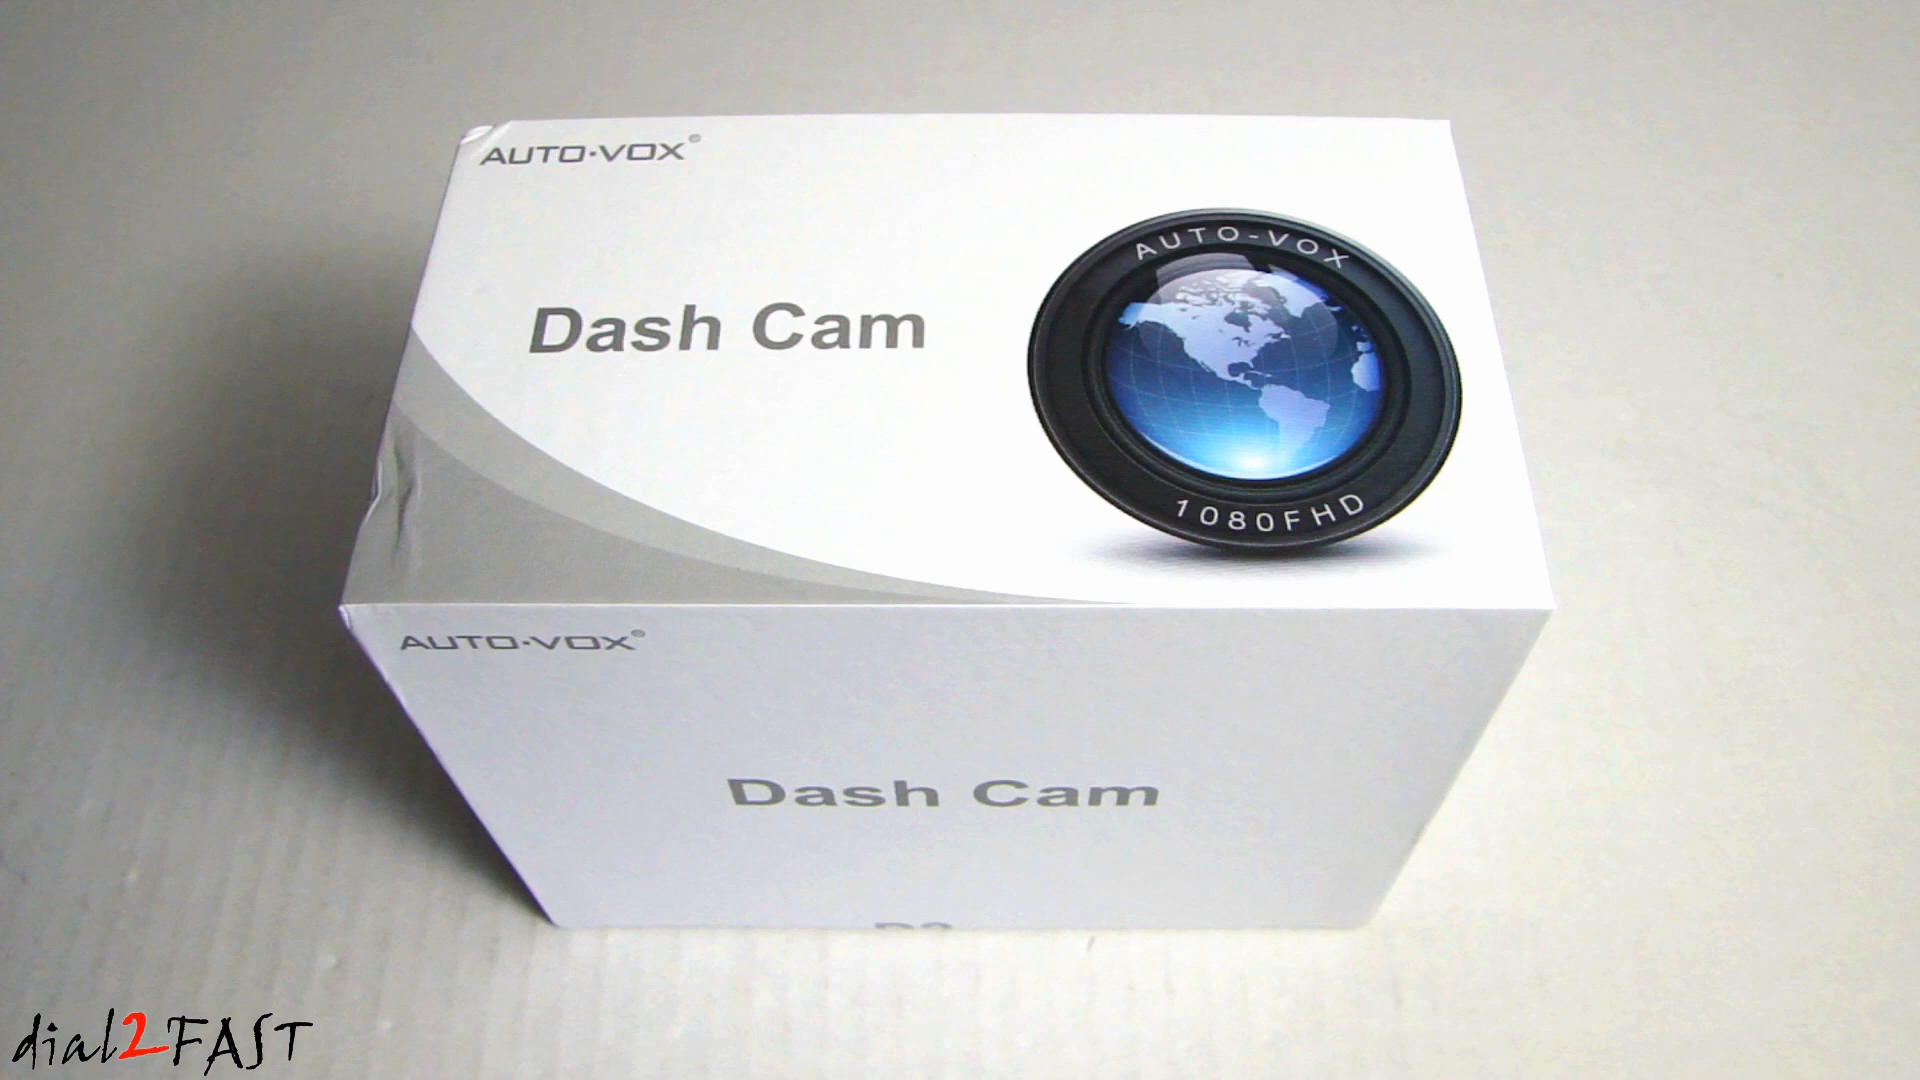 AUTO·VOX®
AUTO-VOX
Dash Cam
1080FHD
AUTO·VOX®
Dash Cam
dial2FAST